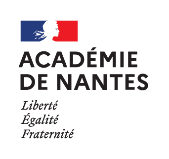 ACADÉMIE
DE NANTES
Liberté
Égalité
Fraternité